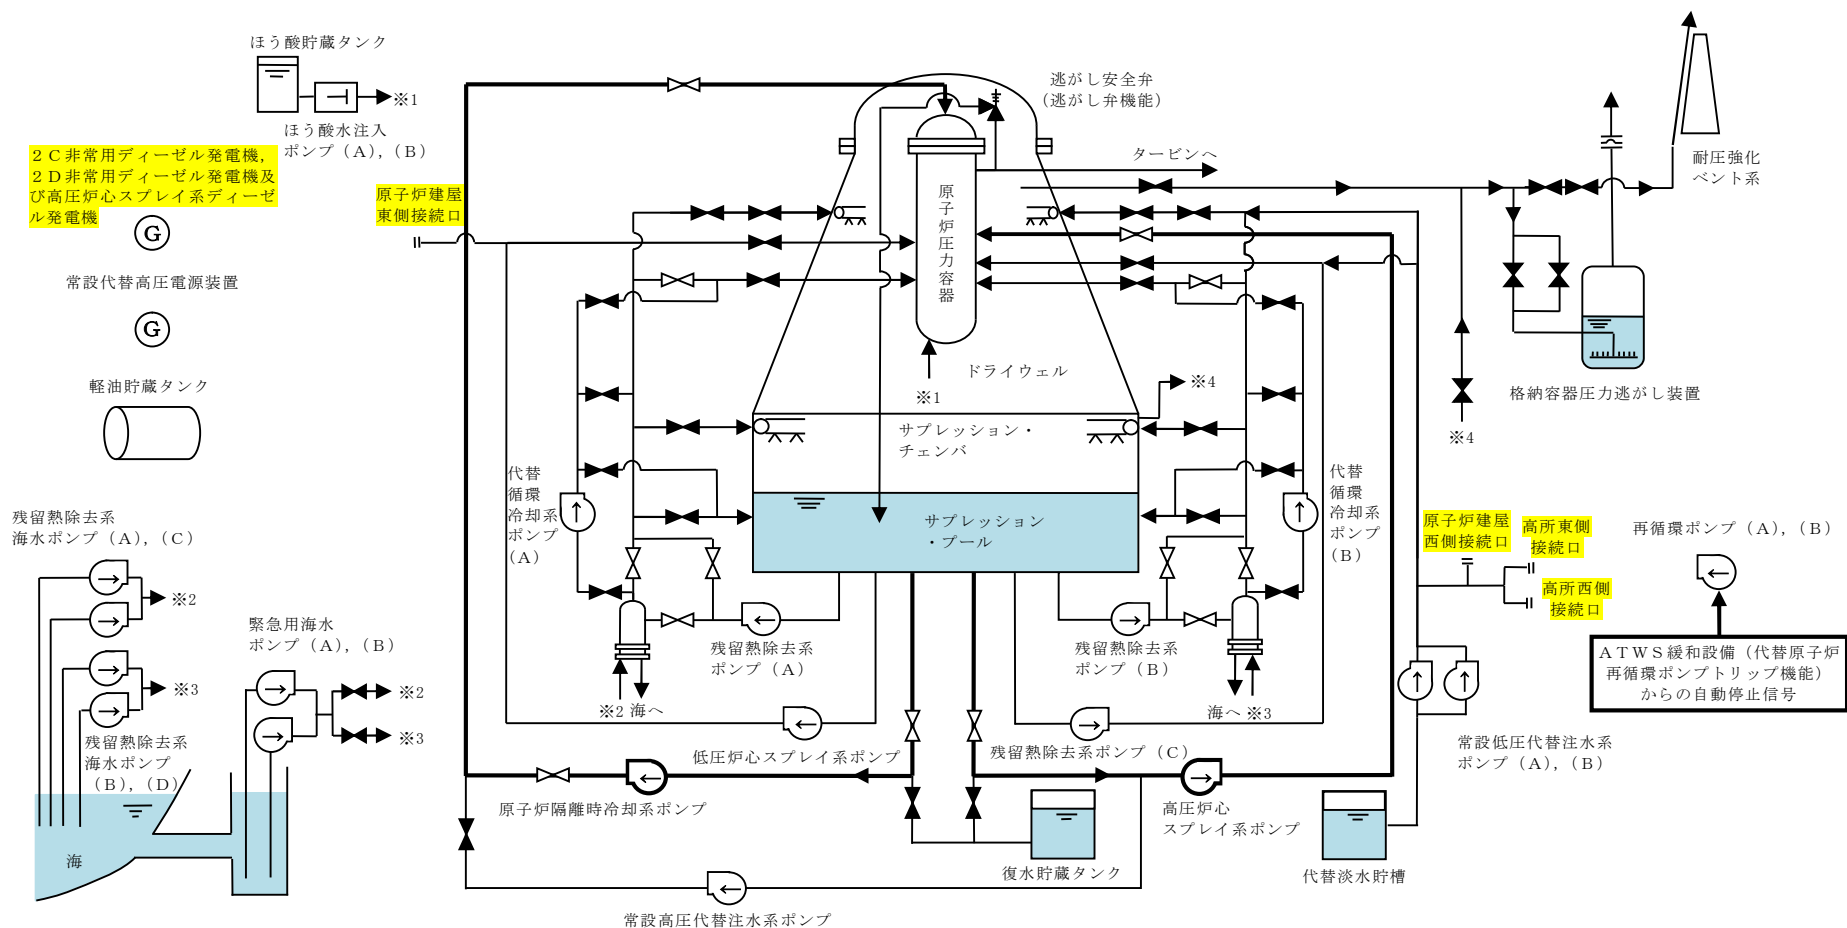 ほう酸貯蔵タンク
※1
ほう酸水注入
ポンプ（A），（B）
２Ｃ非常用ディーゼル発電機，
２Ｄ非常用ディーゼル発電機及
び高圧炉心スプレイ系ディーゼ
ル発電機
G
常設代替高圧電源装置
G
軽油貯蔵タンク
原子炉建屋
東側接続口
逃がし安全弁
（逃がし弁機能）
タービンへ
原子炉圧力容器
ドライウェル
※1
※4
サプレッション・
チェンバ
サプレッション
・プール
耐圧強化
ベント系
格納容器圧力逃がし装置
※4
代替
循環
冷却系
ポンプ
（A）
代替
循環
冷却系
ポンプ
（B）
残留熱除去系
海水ポンプ（A），（C）
※2
※3
残留熱除去系
海水ポンプ
（B），（D）
海
緊急用海水
ポンプ（A），（B）
※2
※3
残留熱除去系
ポンプ（A）
※2 海へ
残留熱除去系
ポンプ（B）
海へ ※3
低圧炉心スプレイ系ポンプ
残留熱除去系ポンプ（C）
原子炉隔離時冷却系ポンプ
高圧炉心
スプレイ系ポンプ
復水貯蔵タンク
常設高圧代替注水系ポンプ
原子炉建屋
西側接続口
高所東側
接続口
高所西側
接続口
再循環ポンプ（A），（B）
ＡＴＷＳ緩和設備（代替原子炉
再循環ポンプトリップ機能）
からの自動停止信号
常設低圧代替注水系
ポンプ（A），（B）
代替淡水貯槽